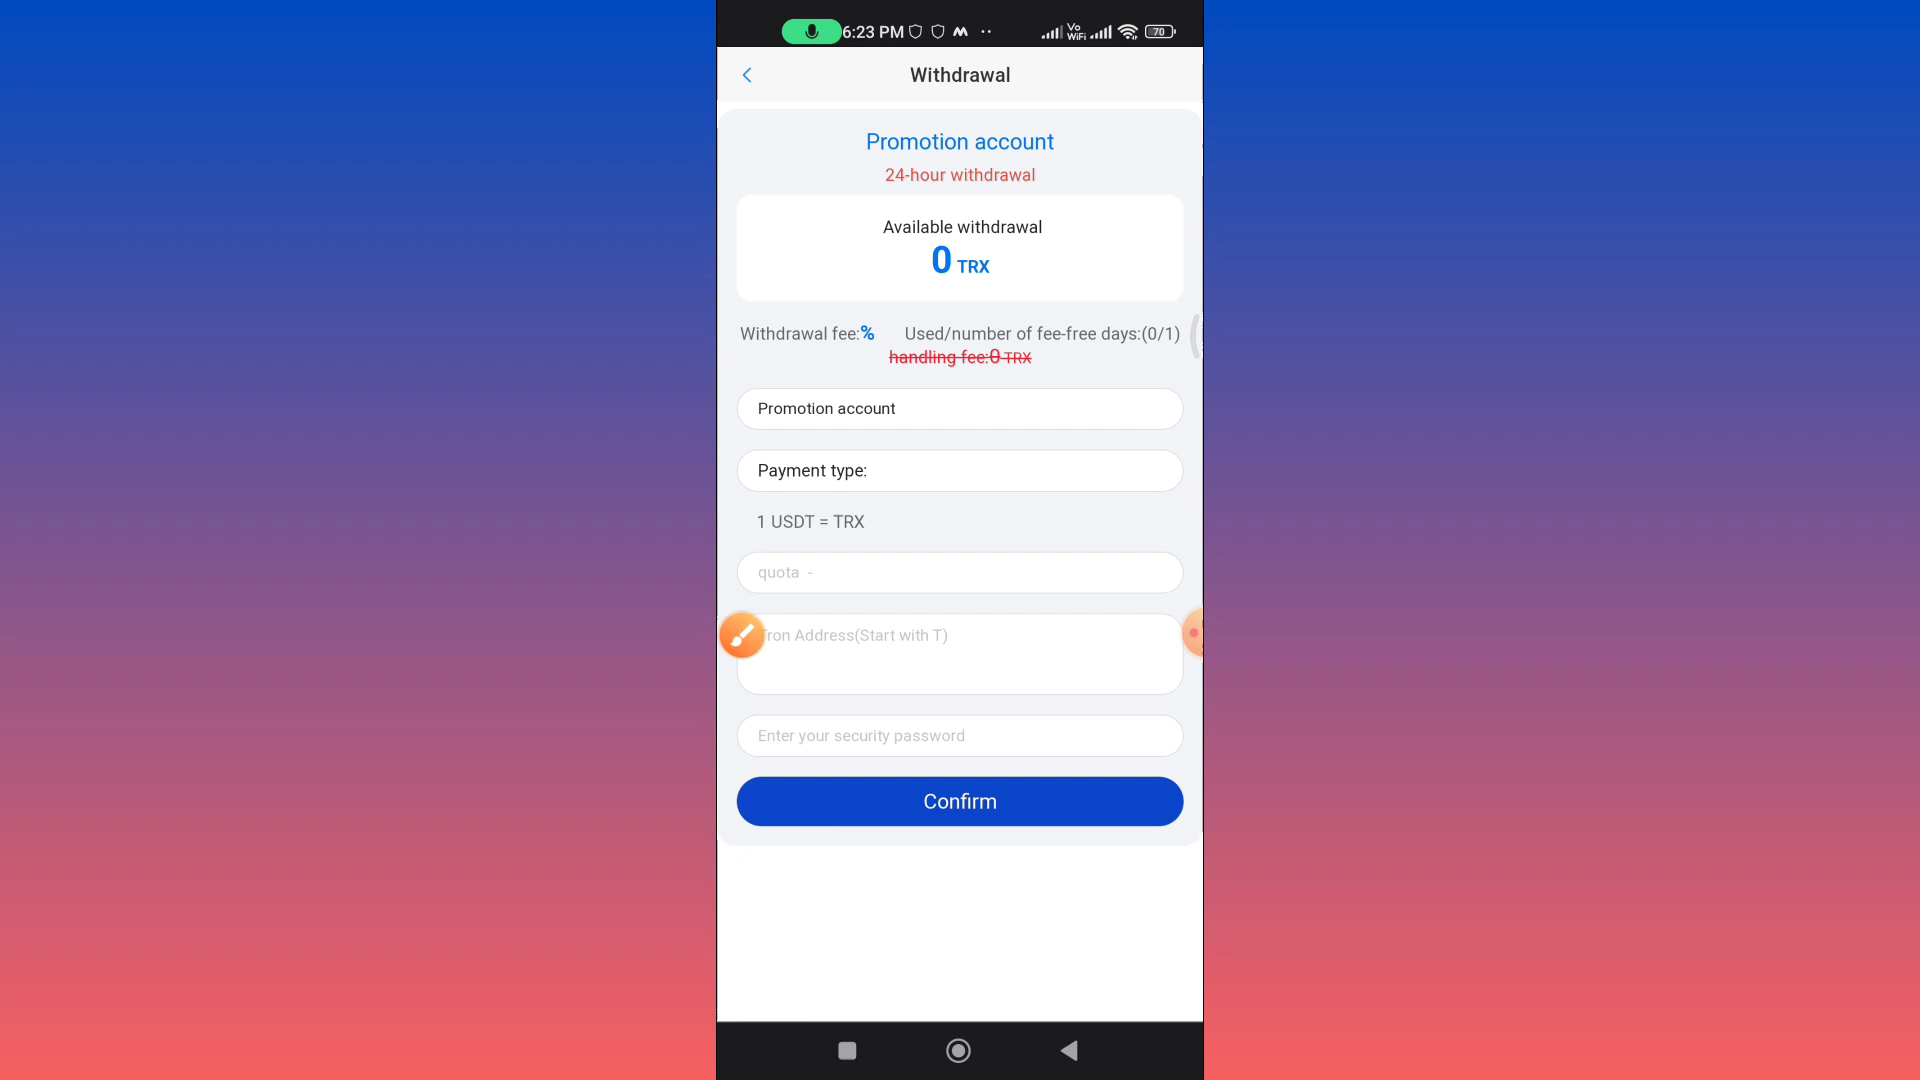 6:23 PM
Vo
WiFi
70
Withdrawal
Promotion account
24-hour withdrawal
Available withdrawal
0 TRX
Withdrawal fee:% Used/number of fee-free days:(0/1)
handling fee:0 TRX
Promotion account
Payment type:
1 USDT = TRX
quota -
Tron Address(Start with T)
Enter your security password
Confirm